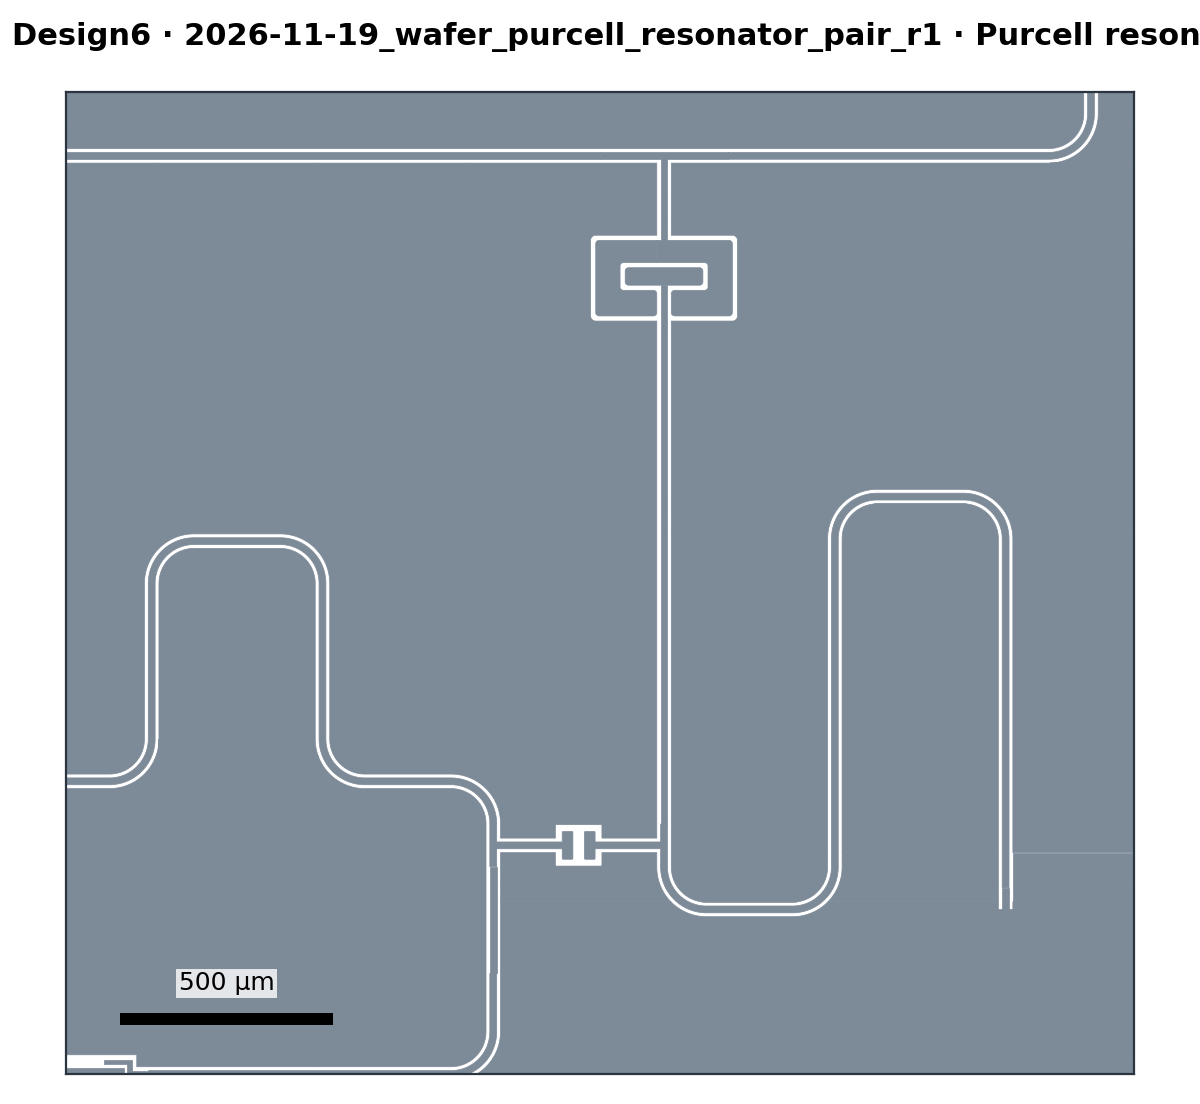 Design6 · 2026-11-19_wafer_purcell_resonator_pair_r1 · Purcell reson
500 µm